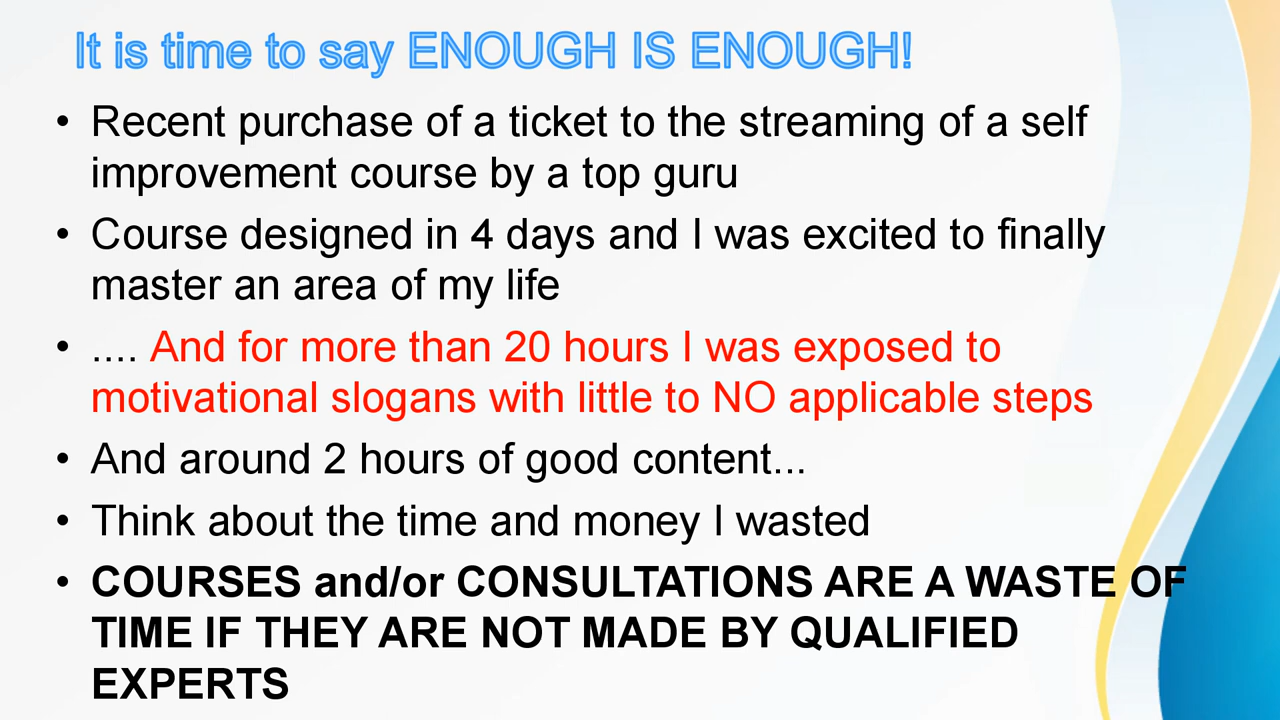 It is time to say ENOUGH IS ENOUGH!
• Recent purchase of a ticket to the streaming of a self
improvement course by a top guru
• Course designed in 4 days and I was excited to finally
master an area of my life
• .... And for more than 20 hours I was exposed to
motivational slogans with little to NO applicable steps
• And around 2 hours of good content...
• Think about the time and money I wasted
• COURSES and/or CONSULTATIONS ARE A WASTE OF
TIME IF THEY ARE NOT MADE BY QUALIFIED
EXPERTS